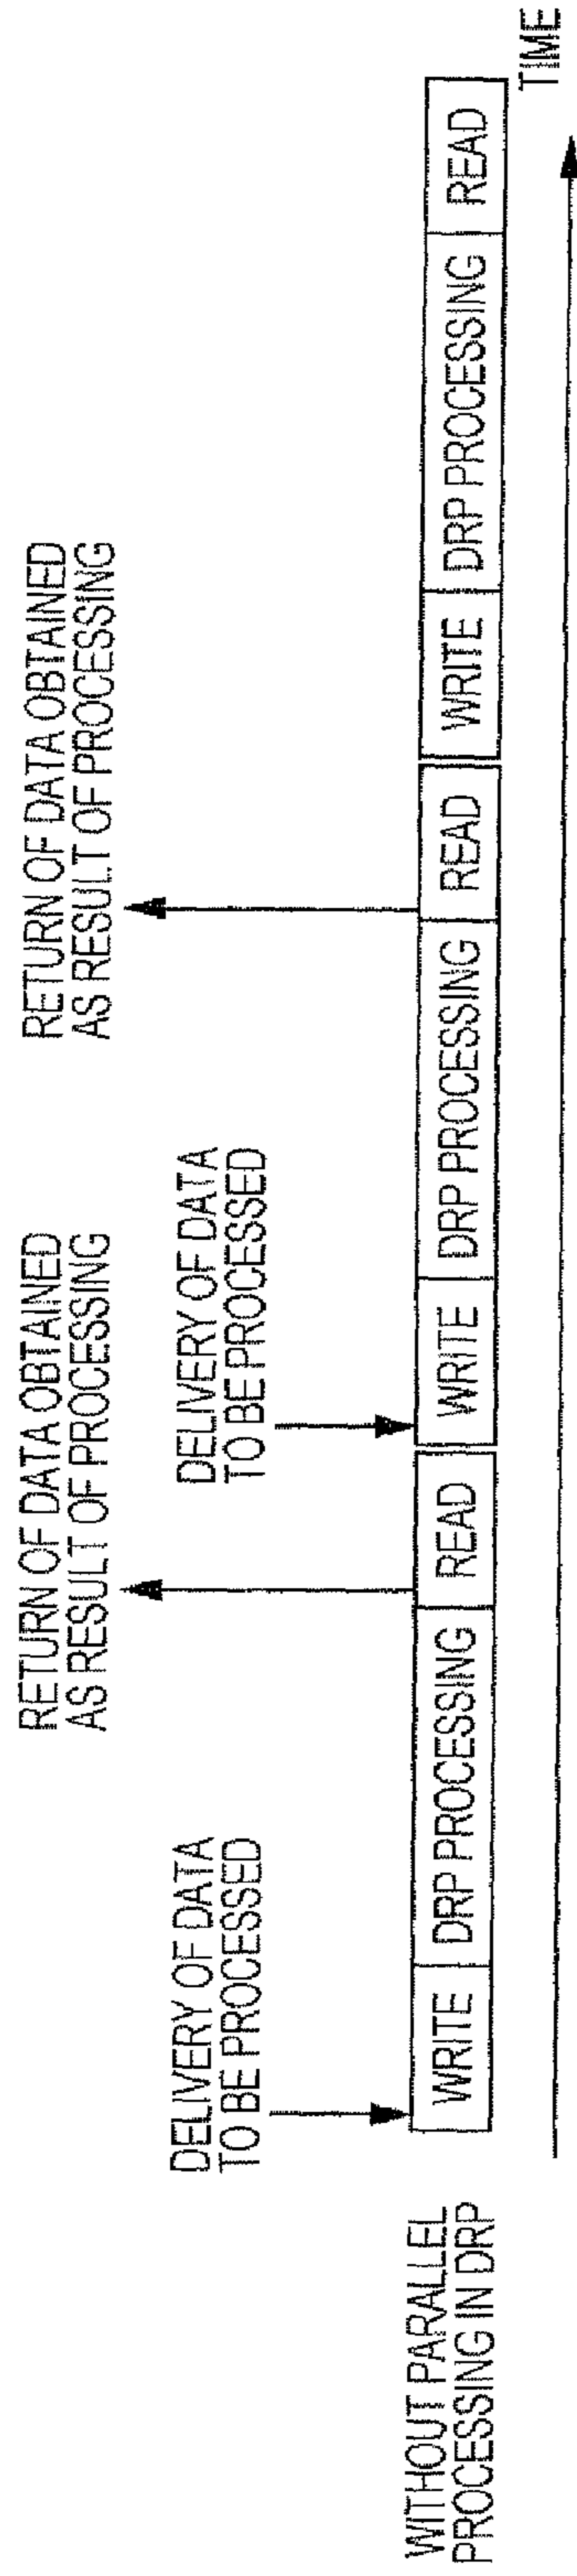 RETURN OF DATA OBTAINED
AS RESULT OF PROCESSING
RETURN OF DATA OBTAINED
AS RESULT OF PROCESSING
DELIVERY OF DATA
TO BE PROCESSED
DELIVERY OF DATA
TO BE PROCESSED
WITHOUT PARALLEL
PROCESSING IN DRP
WRITE
DRP PROCESSING
READ
WRITE
DRP PROCESSING
READ
WRITE
DRP PROCESSING
READ
TIME